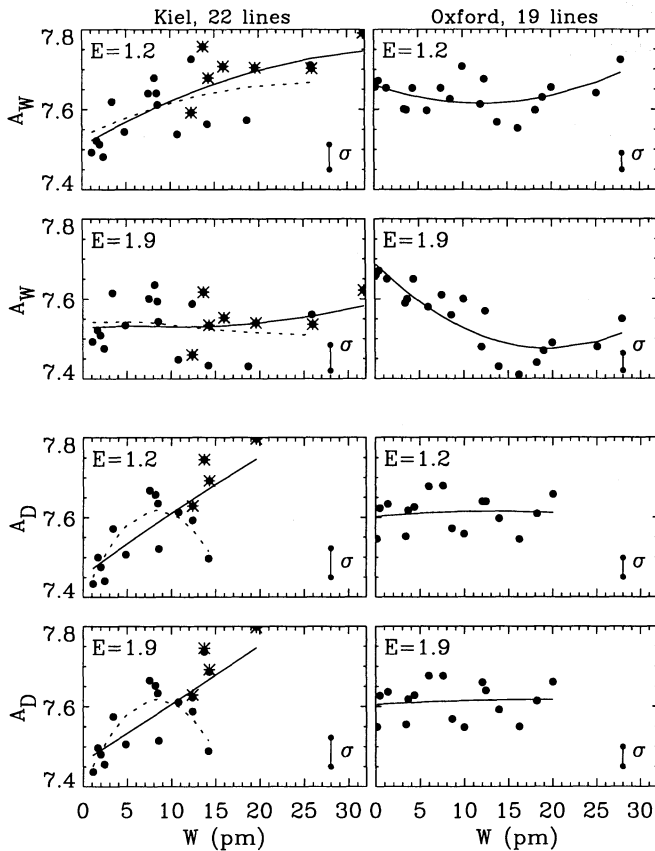 Kiel, 22 lines Oxford, 19 lines
7.8 E=1.2 E=1.2
A_W 7.6
7.4 σ σ
7.8 E=1.9 E=1.9
A_W 7.6
7.4 σ σ
7.8 E=1.2 E=1.2
A_D 7.6
7.4 σ σ
7.8 E=1.9 E=1.9
A_D 7.6
7.4 σ σ
0 5 10 15 20 25 30 0 5 10 15 20 25 30
W (pm) W (pm)